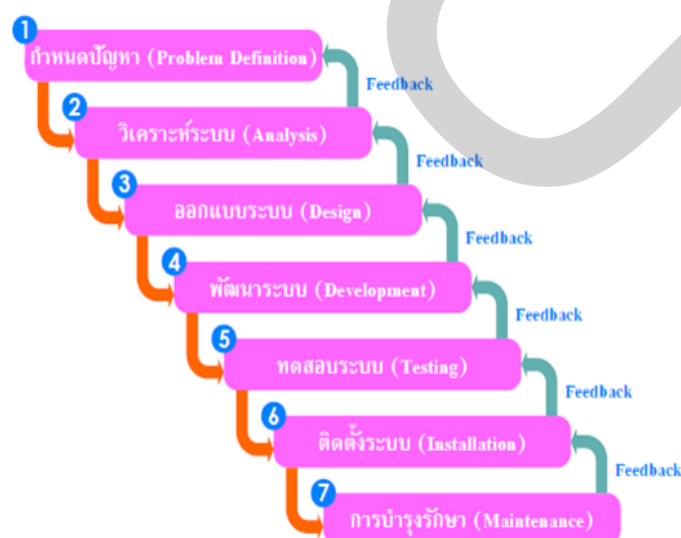 1
กำหนดปัญหา (Problem Definition)
Feedback
2
วิเคราะห์ระบบ (Analysis)
Feedback
3
ออกแบบระบบ (Design)
Feedback
4
พัฒนาระบบ (Development)
Feedback
5
ทดสอบระบบ (Testing)
Feedback
6
ติดตั้งระบบ (Installation)
Feedback
7
การบำรุงรักษา (Maintenance)